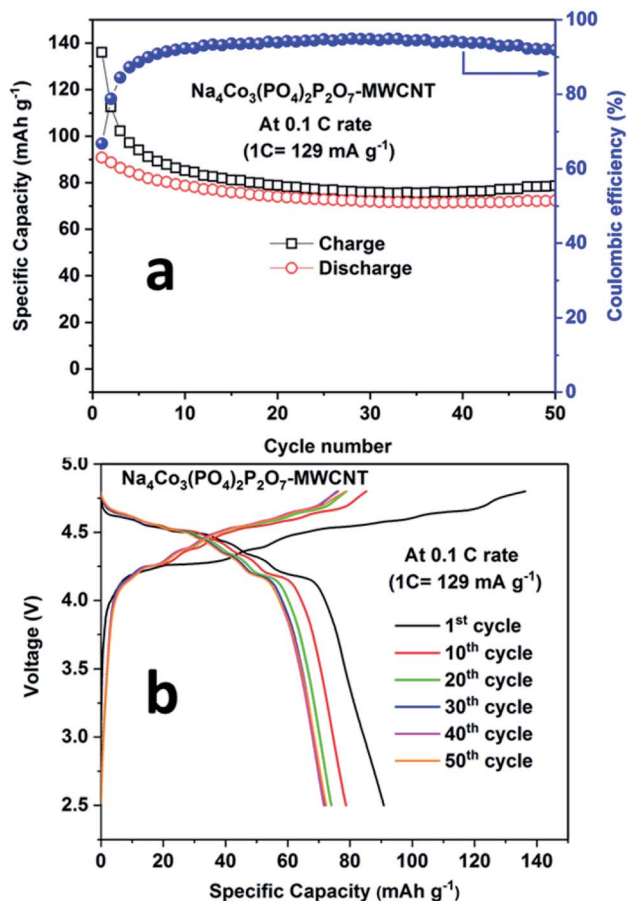 a
140
120
100
80
60
40
20
0
Specific Capacity (mAh g⁻¹)
100
80
60
40
20
0
Coulombic efficiency (%)
Na₄Co₃(PO₄)₂P₂O₇-MWCNT
At 0.1 C rate
(1C= 129 mA g⁻¹)
Charge
Discharge
0 10 20 30 40 50
Cycle number
5.0
4.5
4.0
3.5
3.0
2.5
Voltage (V)
Na₄Co₃(PO₄)₂P₂O₇-MWCNT
At 0.1 C rate
(1C= 129 mA g⁻¹)
1ˢᵗ cycle
10ᵗʰ cycle
20ᵗʰ cycle
30ᵗʰ cycle
40ᵗʰ cycle
50ᵗʰ cycle
b
0 20 40 60 80 100 120 140
Specific Capacity (mAh g⁻¹)